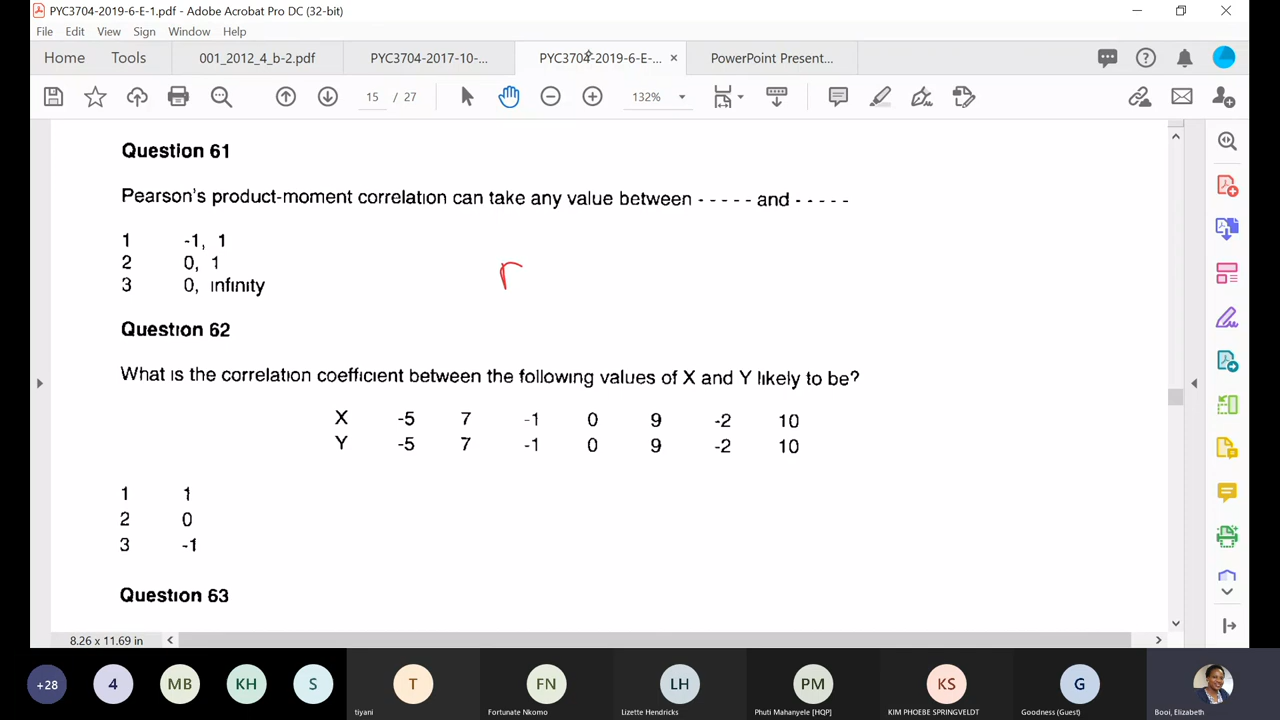 PYC3704-2019-6-E-1.pdf - Adobe Acrobat Pro DC (32-bit)
File Edit View Sign Window Help
Home Tools 001_2012_4_b-2.pdf PYC3704-2017-10-... PYC3704-2019-6-E-... × PowerPoint Present...
15 / 27 132%
Question 61
Pearson's product-moment correlation can take any value between - - - - - and - - - - -
1 -1, 1
2 0, 1
3 0, infinity
r
Question 62
What is the correlation coefficient between the following values of X and Y likely to be?
X -5 7 -1 0 9 -2 10
Y -5 7 -1 0 9 -2 10
1 1
2 0
3 -1
Question 63
8.26 x 11.69 in
+28 4 MB KH S T FN LH PM KS G
tiyani Fortunate Nkomo Lizette Hendricks Phuti Mahanyele [HQP] KIM PHOEBE SPRINGVELDT Goodness (Guest) Booi, Elizabeth